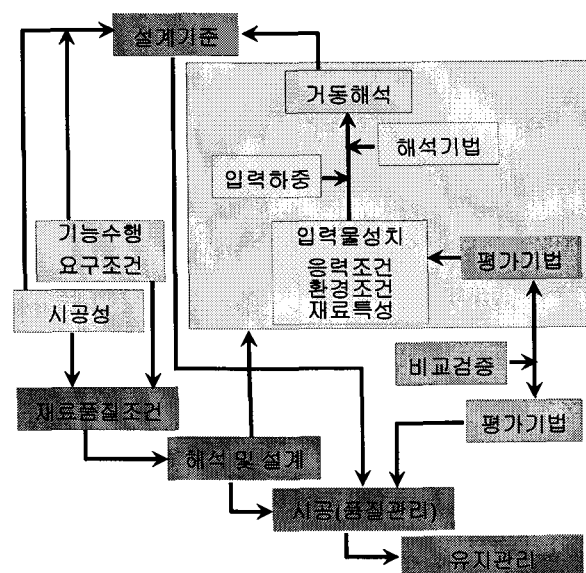 설계기준
거동해석
해석기법
입력하중
기능수행
요구조건
입력물성치
응력조건
환경조건
재료특성
평가기법
시공성
비교검증
재료품질조건
평가기법
해석 및 설계
시공(품질관리)
유지관리